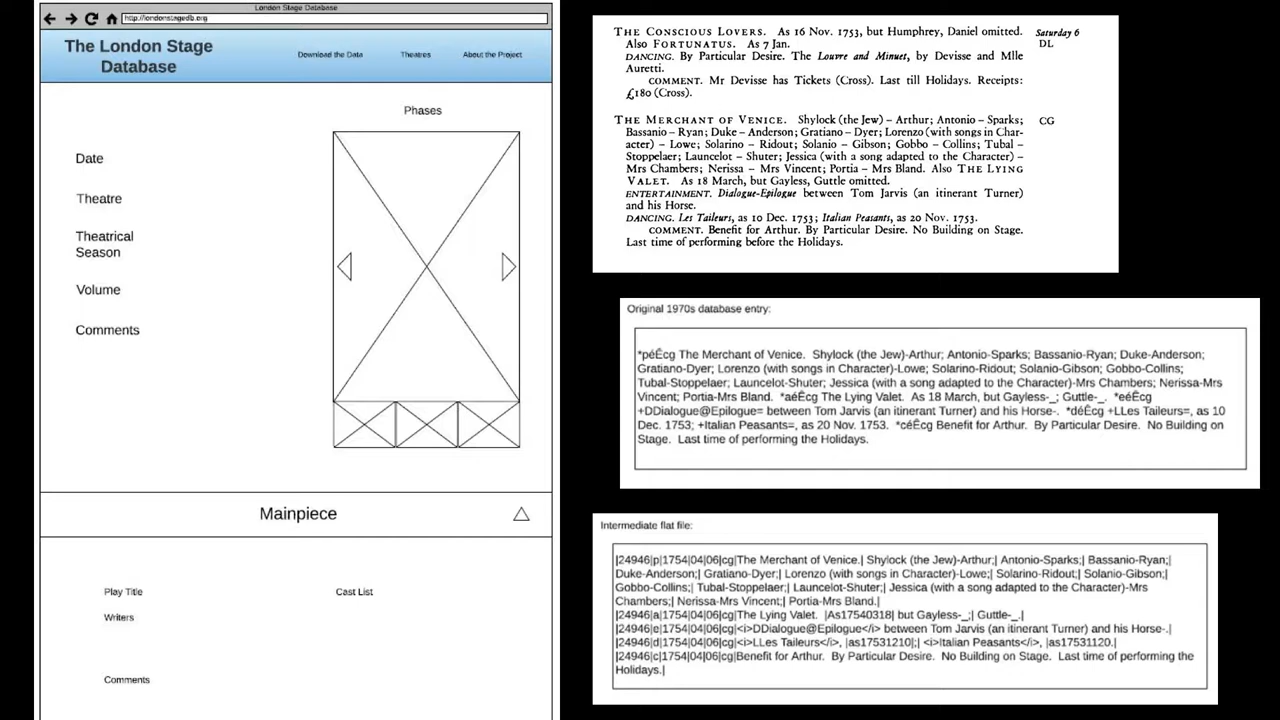 London Stage Database
http://londonstagedb.org
The London Stage
Database
Download the Data
Theatres
About the Project
Phases
Date
Theatre
Theatrical
Season
Volume
Comments
Mainpiece
Play Title
Cast List
Writers
Comments
THE CONSCIOUS LOVERS. As 16 Nov. 1753, but Humphrey, Daniel omitted.
Also FORTUNATUS. As 7 Jan.
DANCING. By Particular Desire. The Louvre and Minuet, by Devisse and Mlle
Auretti.
COMMENT. Mr Devisse has Tickets (Cross). Last till Holidays. Receipts:
£180 (Cross).
Saturday 6
DL
THE MERCHANT OF VENICE. Shylock (the Jew) – Arthur; Antonio – Sparks;
Bassanio – Ryan; Duke – Anderson; Gratiano – Dyer; Lorenzo (with songs in Char-
acter) – Lowe; Solarino – Ridout; Solanio – Gibson; Gobbo – Collins; Tubal –
Stoppelaer; Launcelot – Shuter; Jessica (with a song adapted to the Character) –
Mrs Chambers; Nerissa – Mrs Vincent; Portia – Mrs Bland. Also THE LYING
VALET. As 18 March, but Gayless, Guttle omitted.
ENTERTAINMENT. Dialogue-Epilogue between Tom Jarvis (an itinerant Turner)
and his Horse.
DANCING. Les Taileurs, as 10 Dec. 1753; Italian Peasants, as 20 Nov. 1753.
COMMENT. Benefit for Arthur. By Particular Desire. No Building on Stage.
Last time of performing before the Holidays.
CG
Original 1970s database entry:
*péÊcg The Merchant of Venice.  Shylock (the Jew)-Arthur; Antonio-Sparks; Bassanio-Ryan; Duke-Anderson;
Gratiano-Dyer; Lorenzo (with songs in Character)-Lowe; Solarino-Ridout; Solanio-Gibson; Gobbo-Collins;
Tubal-Stoppelaer; Launcelot-Shuter; Jessica (with a song adapted to the Character)-Mrs Chambers; Nerissa-Mrs
Vincent; Portia-Mrs Bland.  *aéÊcg The Lying Valet.  As 18 March, but Gayless-_; Guttle-_.  *eéÊcg
+DDialogue@Epilogue= between Tom Jarvis (an itinerant Turner) and his Horse-.  *déÊcg +LLes Taileurs=, as 10
Dec. 1753; +Italian Peasants=, as 20 Nov. 1753.  *céÊcg Benefit for Arthur.  By Particular Desire.  No Building on
Stage.  Last time of performing the Holidays.
Intermediate flat file:
|24946|p|1754|04|06|cg|The Merchant of Venice.| Shylock (the Jew)-Arthur;| Antonio-Sparks;| Bassanio-Ryan;|
Duke-Anderson;| Gratiano-Dyer;| Lorenzo (with songs in Character)-Lowe;| Solarino-Ridout;| Solanio-Gibson;|
Gobbo-Collins;| Tubal-Stoppelaer;| Launcelot-Shuter;| Jessica (with a song adapted to the Character)-Mrs
Chambers;| Nerissa-Mrs Vincent;| Portia-Mrs Bland.|
|24946|a|1754|04|06|cg|The Lying Valet.  |As17540318| but Gayless-_;| Guttle-_.|
|24946|e|1754|04|06|cg|<i>DDialogue@Epilogue</i> between Tom Jarvis (an itinerant Turner) and his Horse-.|
|24946|d|1754|04|06|cg|<i>LLes Taileurs</i>, |as17531210|;| <i>Italian Peasants</i>, |as17531120.|
|24946|c|1754|04|06|cg|Benefit for Arthur.  By Particular Desire.  No Building on Stage.  Last time of performing the
Holidays.|